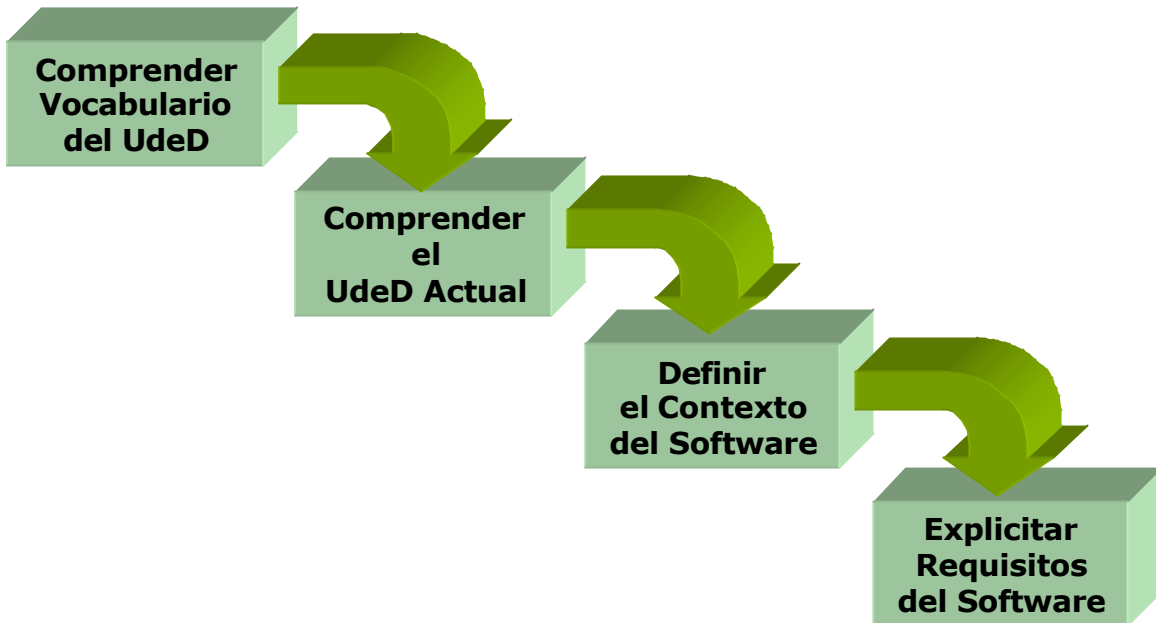 Comprender
Vocabulario
del UdeD
Comprender
el
UdeD Actual
Definir
el Contexto
del Software
Explicitar
Requisitos
del Software